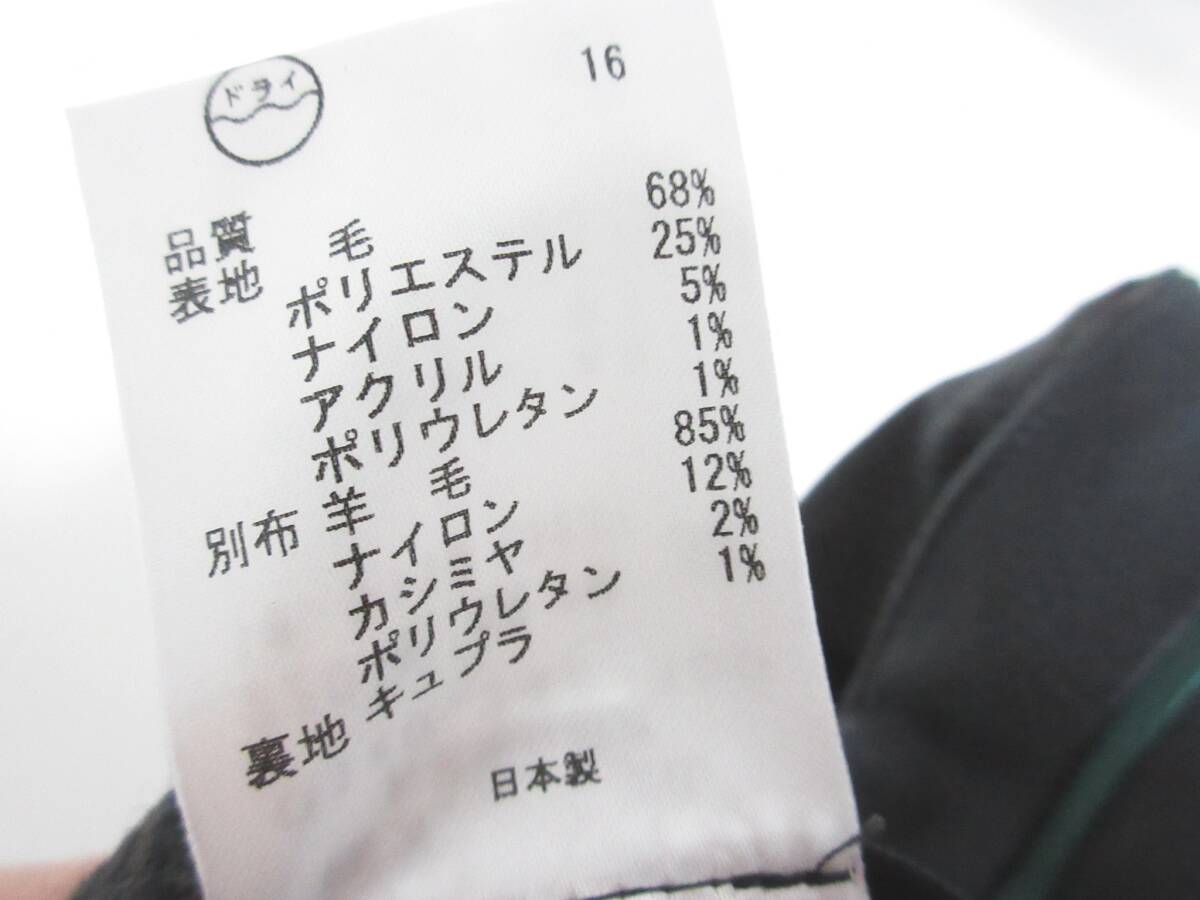 ドライ
16
品質
表地 毛 68%
ポリエステル 25%
ナイロン 5%
アクリル 1%
ポリウレタン 1%
別布 羊 毛 85%
ナイロン 12%
カシミヤ 2%
ポリウレタン 1%
裏地 キュプラ
日本製